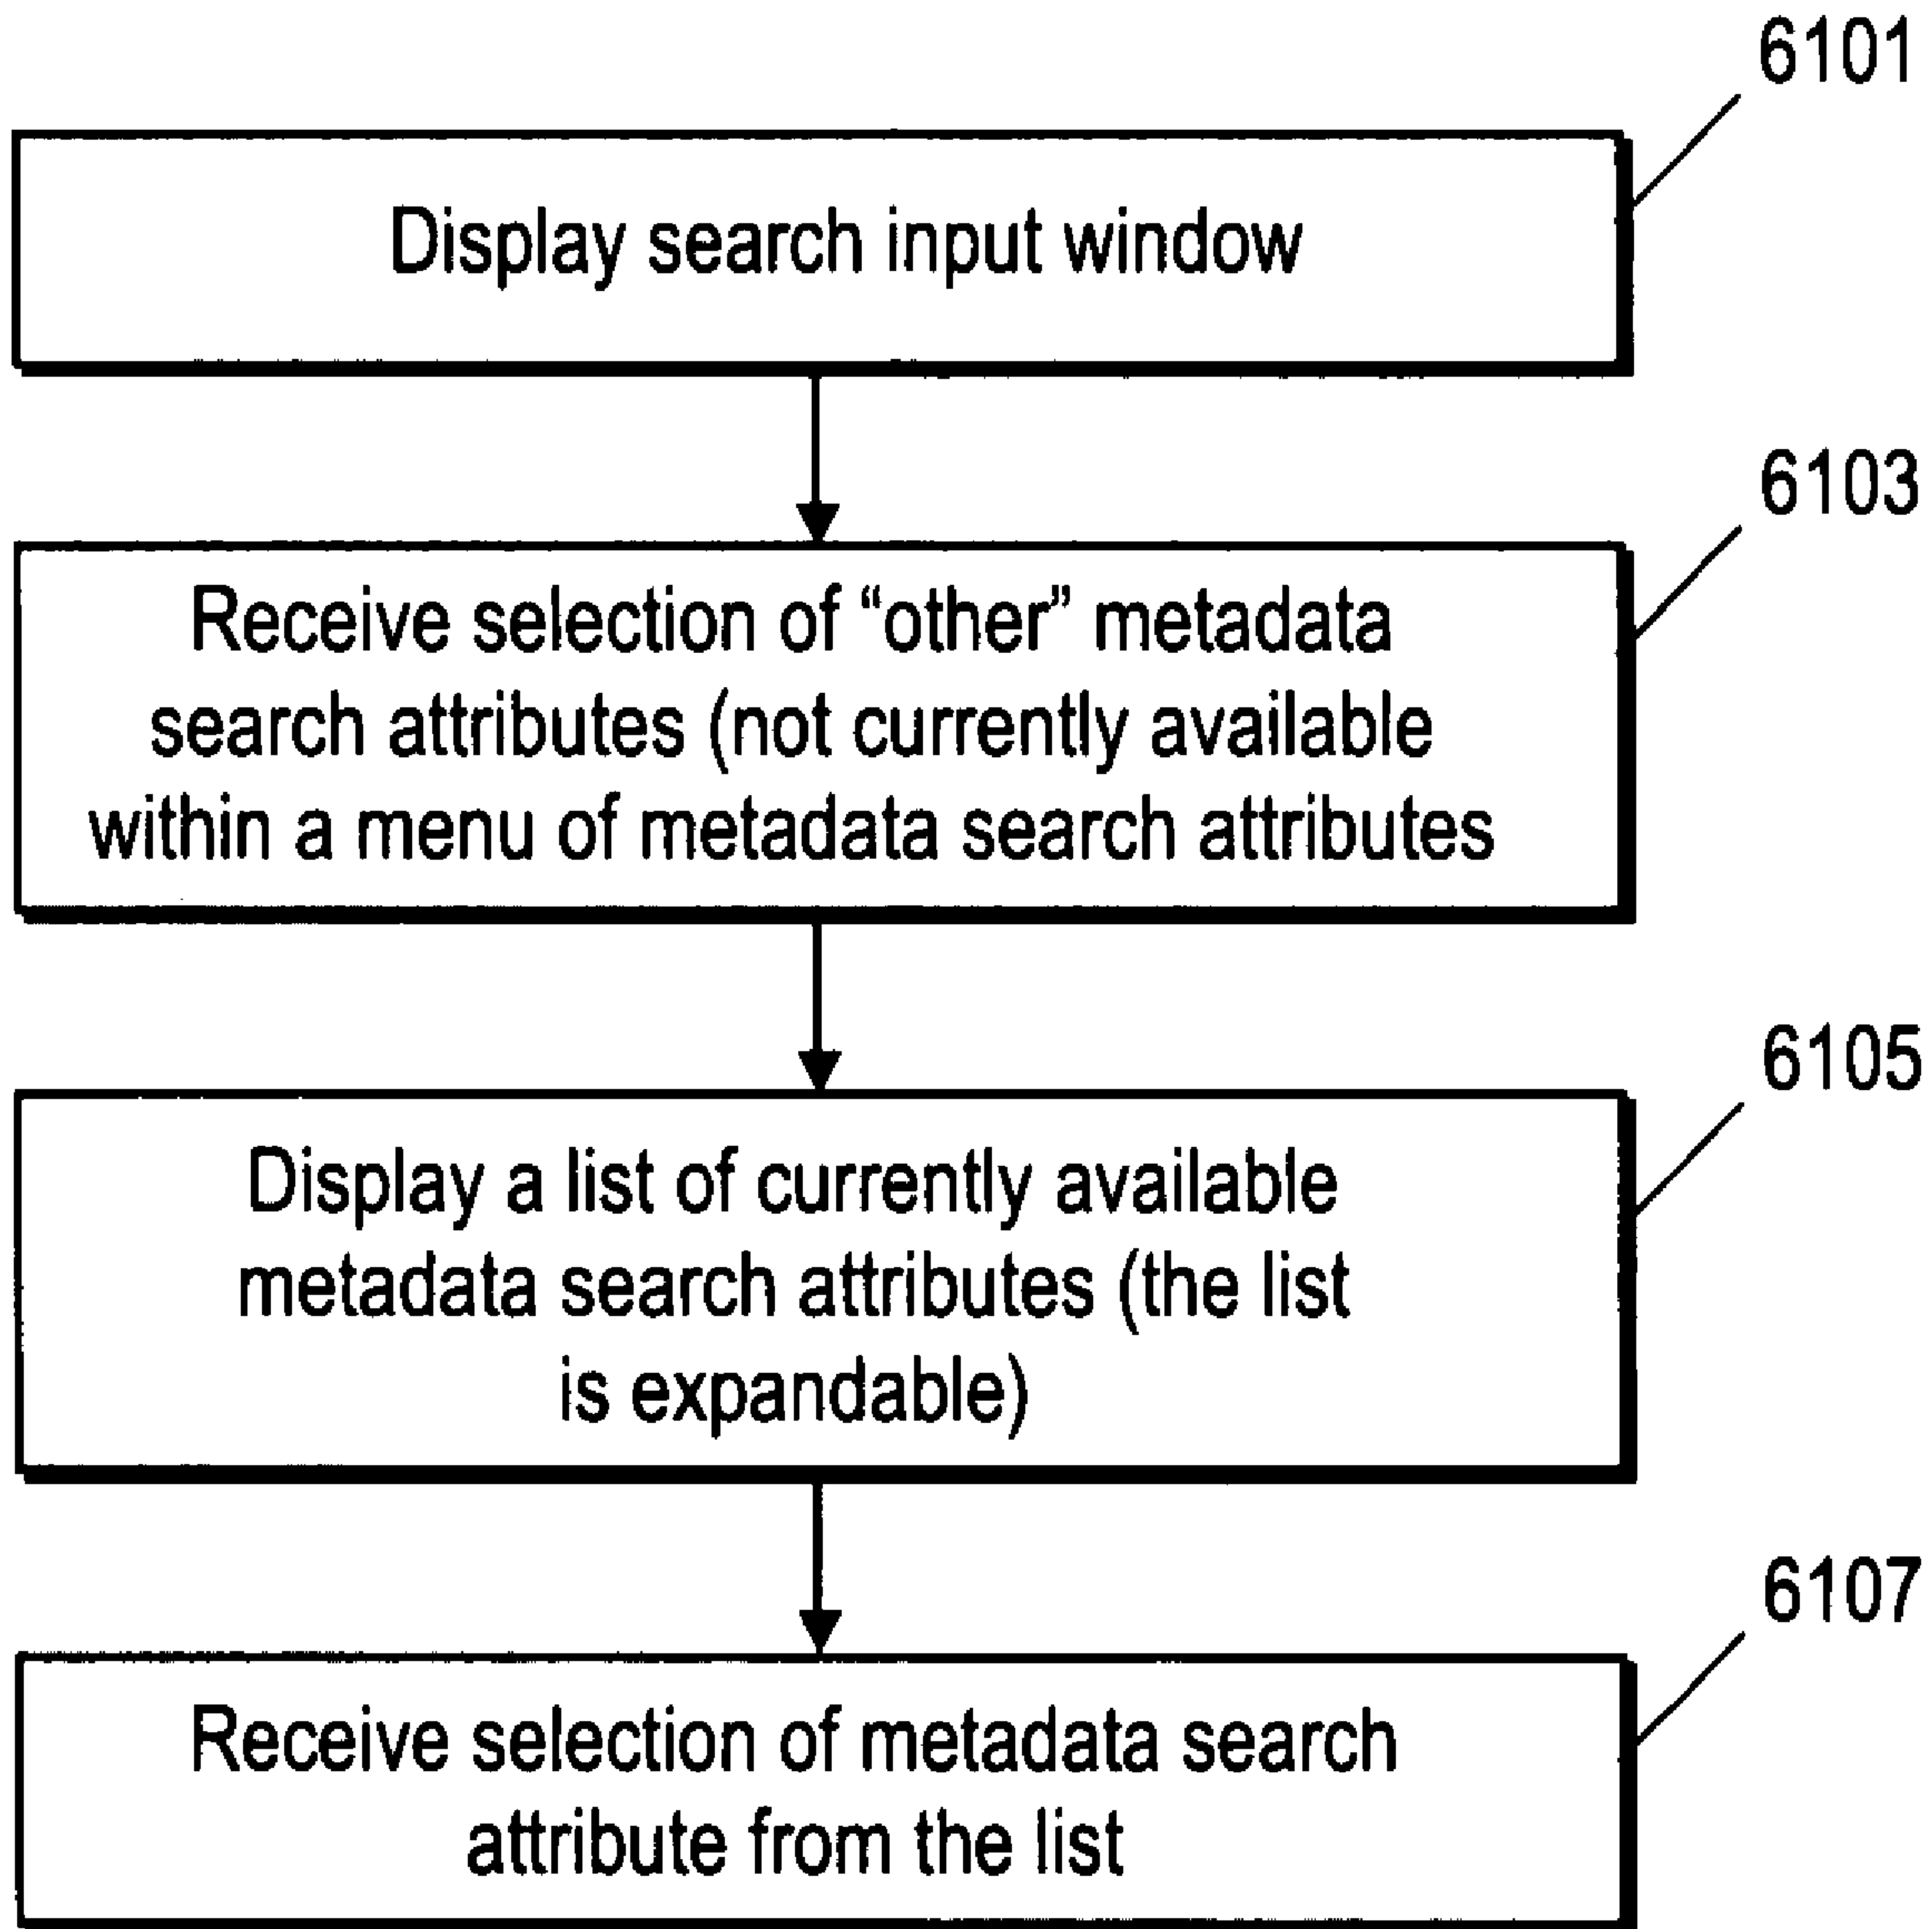 6101
Display search input window
6103
Receive selection of “other” metadata
search attributes (not currently available
within a menu of metadata search attributes
6105
Display a list of currently available
metadata search attributes (the list
is expandable)
6107
Receive selection of metadata search
attribute from the list